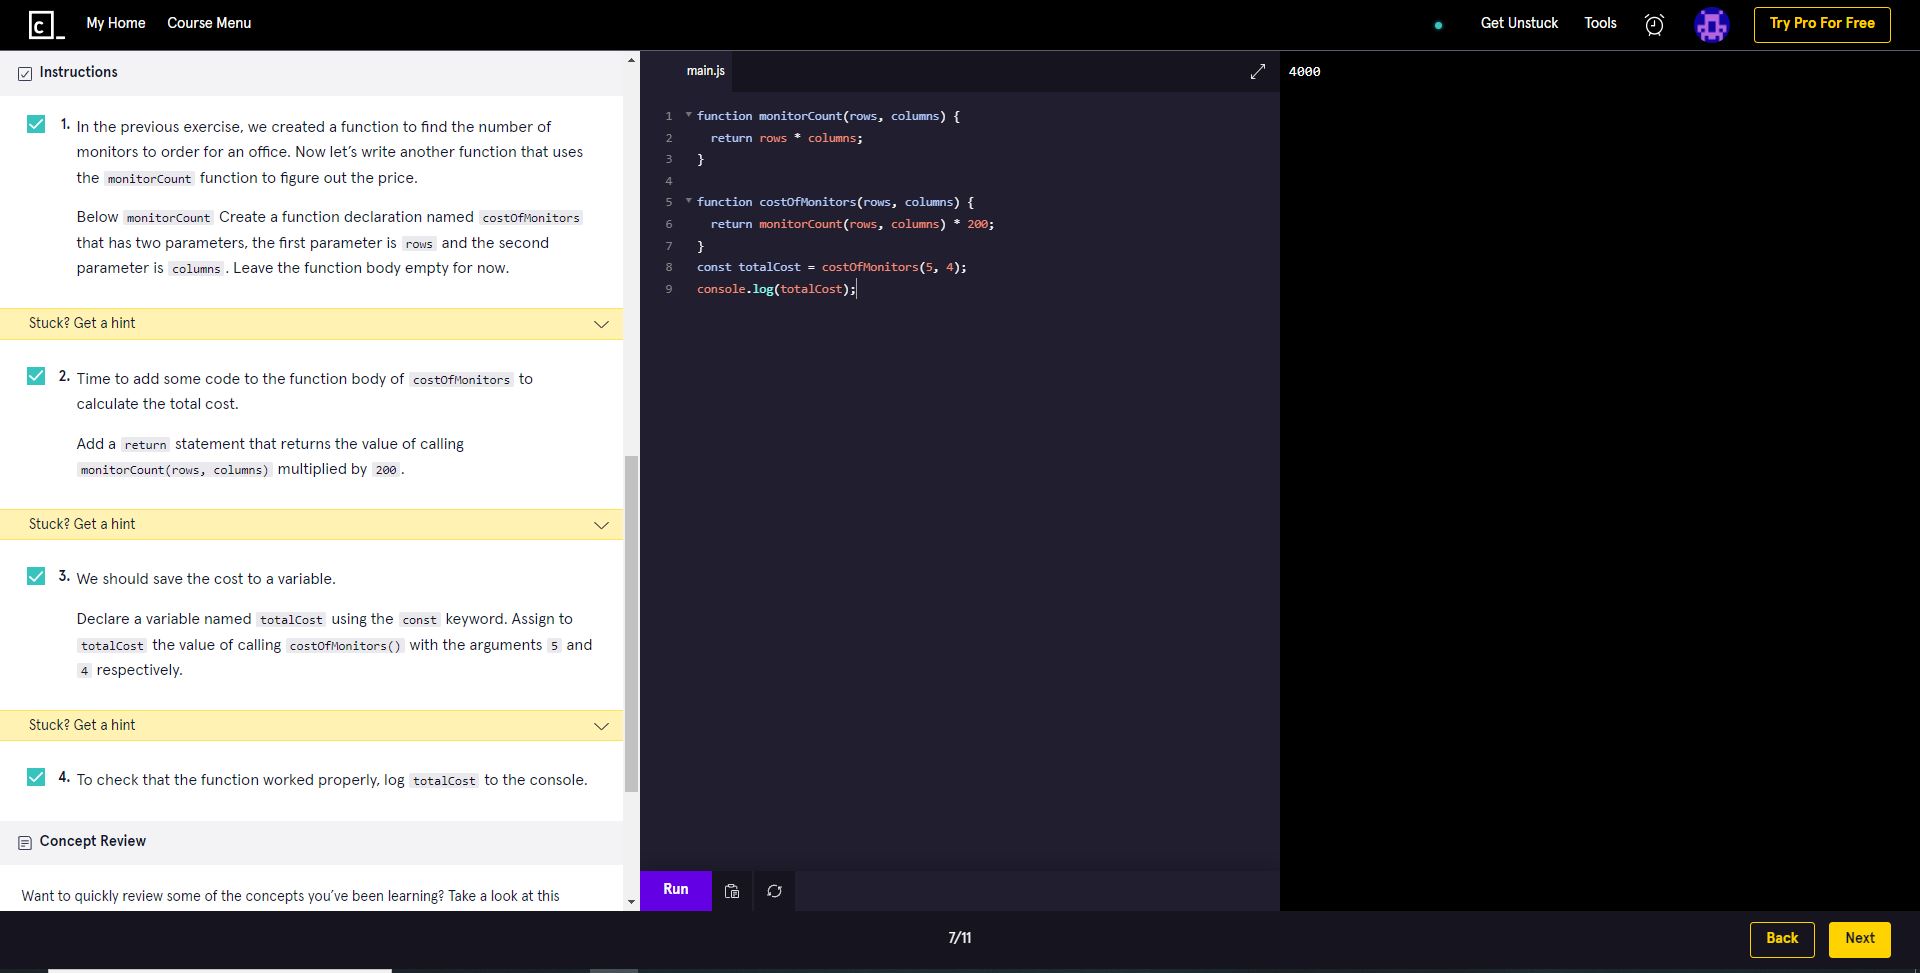 C_
My Home
Course Menu
Get Unstuck
Tools
Try Pro For Free
Instructions
1. In the previous exercise, we created a function to find the number of
monitors to order for an office. Now let’s write another function that uses
the monitorCount function to figure out the price.
Below monitorCount Create a function declaration named costOfMonitors
that has two parameters, the first parameter is rows and the second
parameter is columns . Leave the function body empty for now.
Stuck? Get a hint
2. Time to add some code to the function body of costOfMonitors to
calculate the total cost.
Add a return statement that returns the value of calling
monitorCount(rows, columns) multiplied by 200 .
Stuck? Get a hint
3. We should save the cost to a variable.
Declare a variable named totalCost using the const keyword. Assign to
totalCost the value of calling costOfMonitors() with the arguments 5 and
4 respectively.
Stuck? Get a hint
4. To check that the function worked properly, log totalCost to the console.
Concept Review
Want to quickly review some of the concepts you’ve been learning? Take a look at this
main.js
1 function monitorCount(rows, columns) {
2 return rows * columns;
3 }
4
5 function costOfMonitors(rows, columns) {
6 return monitorCount(rows, columns) * 200;
7 }
8 const totalCost = costOfMonitors(5, 4);
9 console.log(totalCost);
Run
4000
7/11
Back
Next